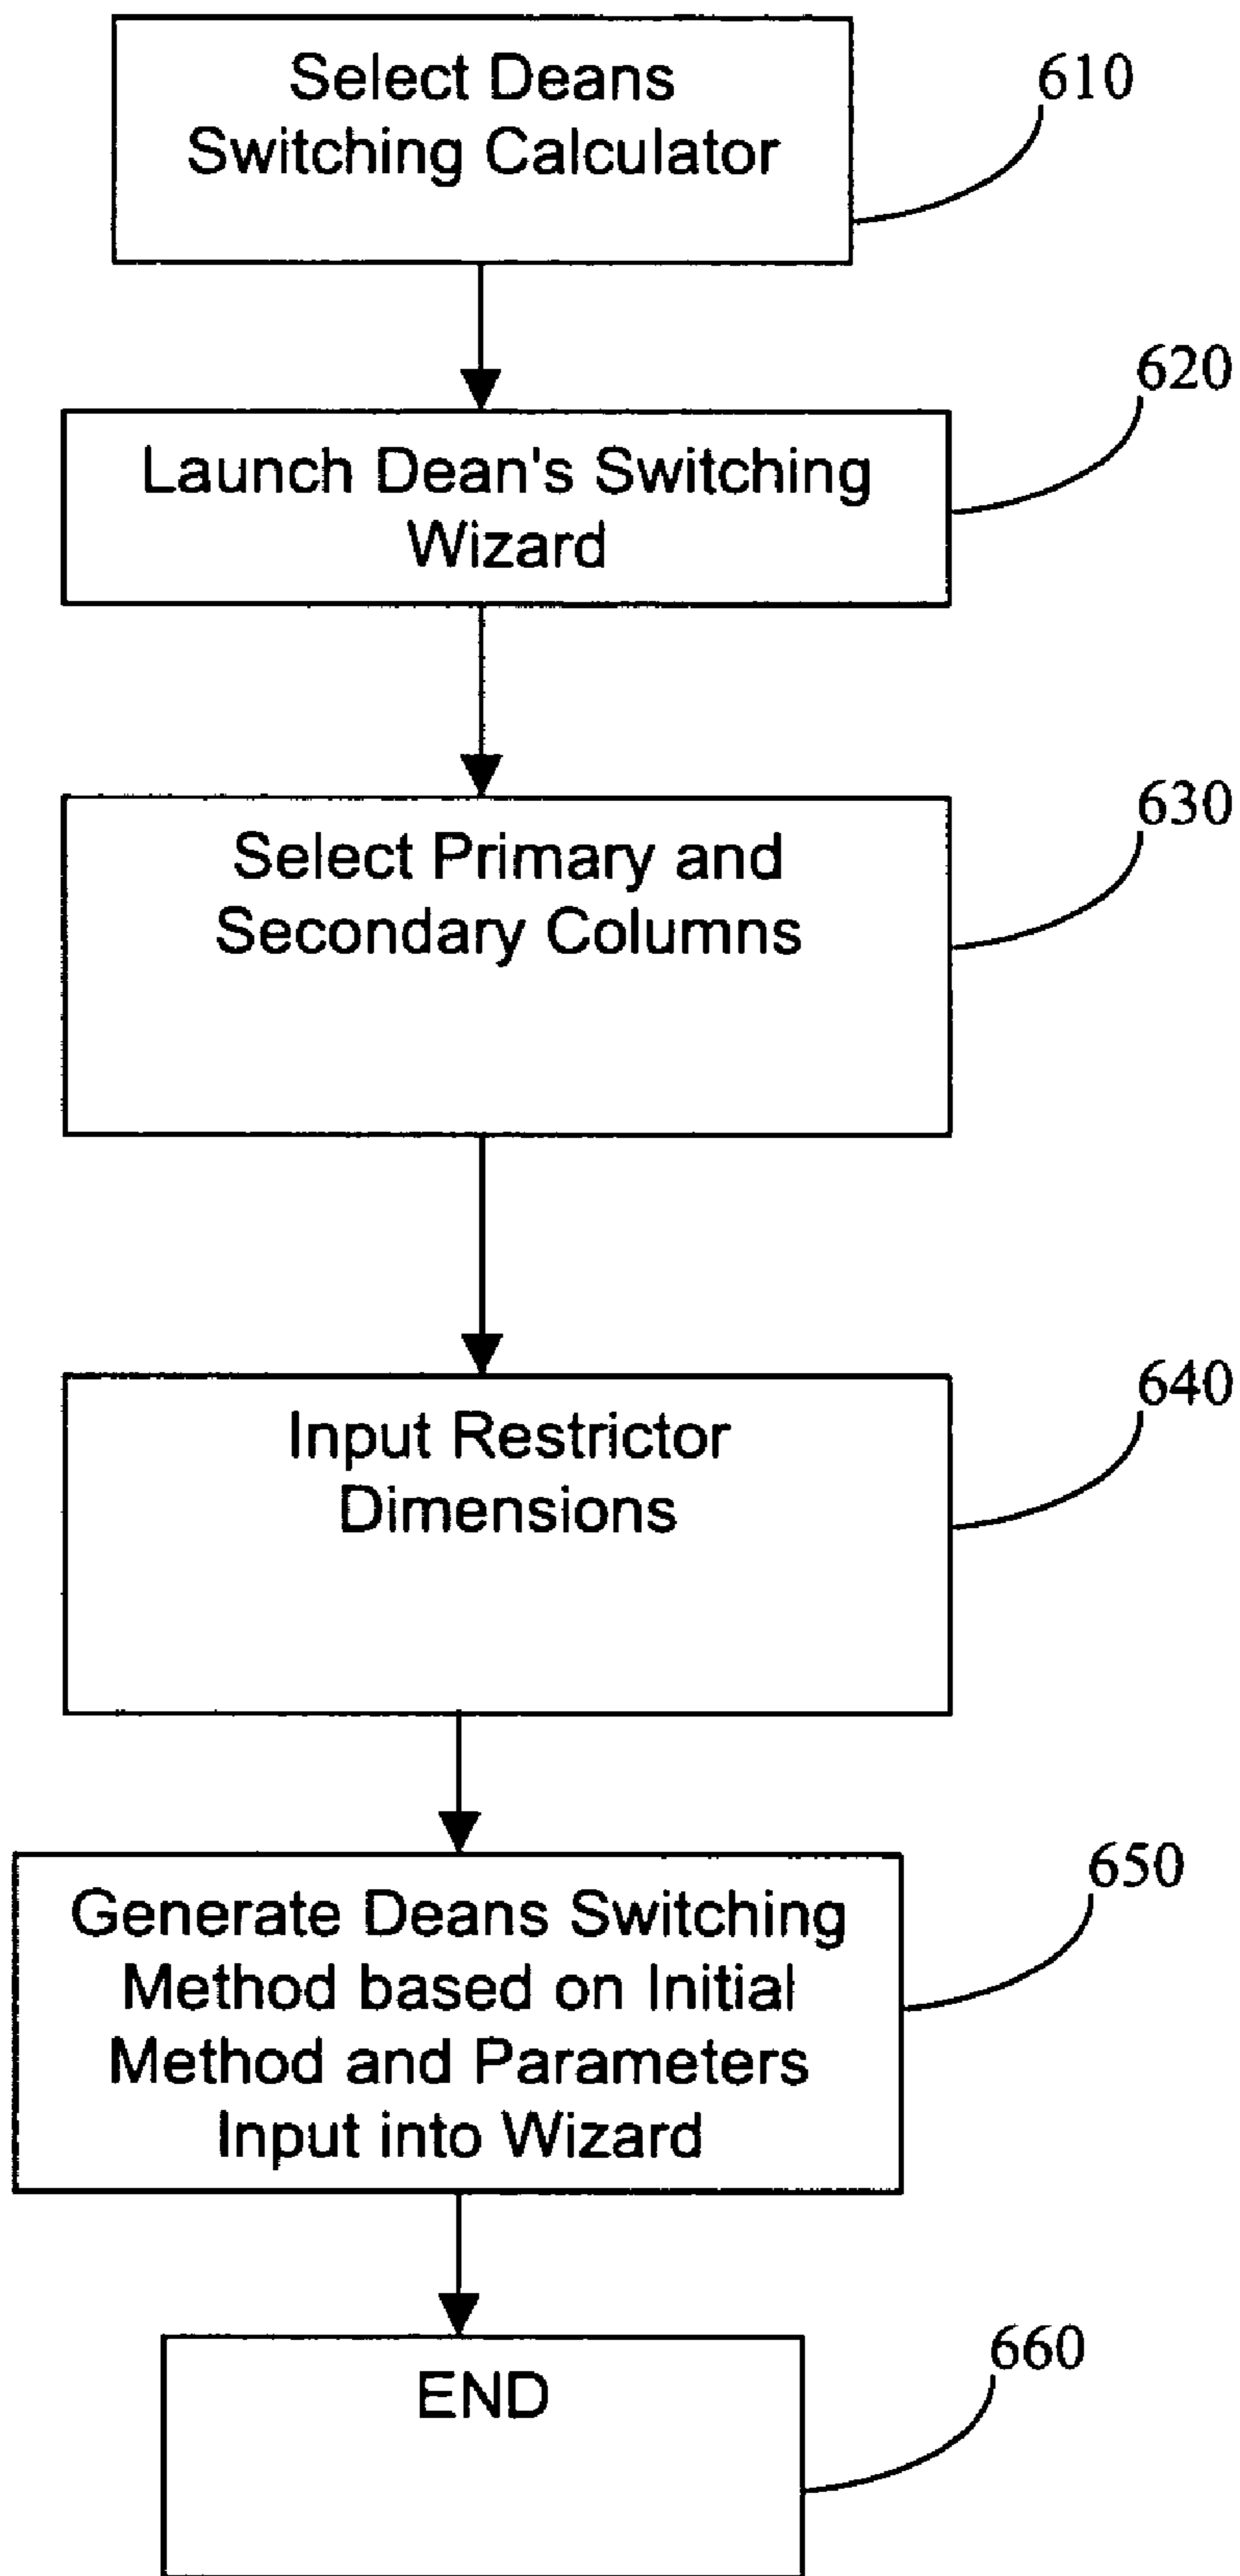 Select Deans
Switching Calculator
610
Launch Dean's Switching
Wizard
620
Select Primary and
Secondary Columns
630
Input Restrictor
Dimensions
640
Generate Deans Switching
Method based on Initial
Method and Parameters
Input into Wizard
650
END
660